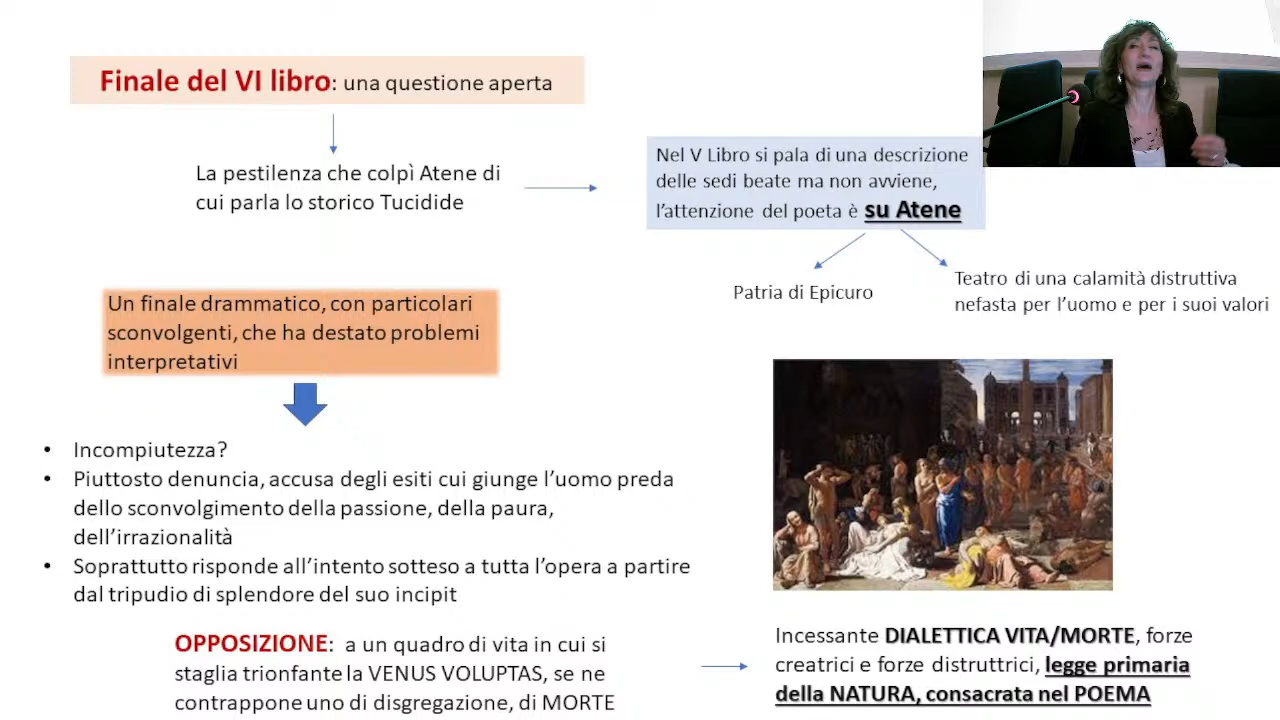 Finale del VI libro: una questione aperta
La pestilenza che colpì Atene di
cui parla lo storico Tucidide
Nel V Libro si pala di una descrizione
delle sedi beate ma non avviene,
l’attenzione del poeta è su Atene
Patria di Epicuro
Teatro di una calamità distruttiva
nefasta per l’uomo e per i suoi valori
Un finale drammatico, con particolari
sconvolgenti, che ha destato problemi
interpretativi
• Incompiutezza?
• Piuttosto denuncia, accusa degli esiti cui giunge l’uomo preda
dello sconvolgimento della passione, della paura,
dell’irrazionalità
• Soprattutto risponde all’intento sotteso a tutta l’opera a partire
dal tripudio di splendore del suo incipit
OPPOSIZIONE: a un quadro di vita in cui si
staglia trionfante la VENUS VOLUPTAS, se ne
contrappone uno di disgregazione, di MORTE
Incessante DIALETTICA VITA/MORTE, forze
creatrici e forze distruttrici, legge primaria
della NATURA, consacrata nel POEMA